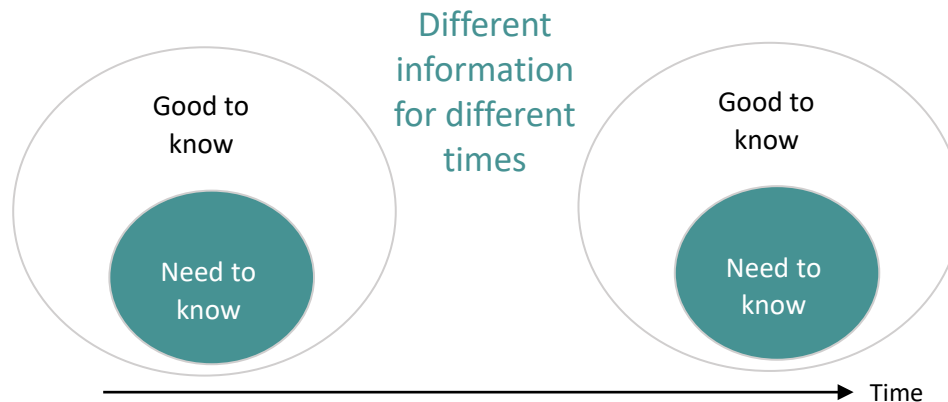 Different
information
for different
times
Good to
know
Need to
know
Good to
know
Need to
know
Time